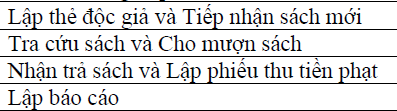 Lập thẻ độc giả và Tiếp nhận sách mới
Tra cứu sách và Cho mượn sách
Nhận trả sách và Lập phiếu thu tiền phạt
Lập báo cáo